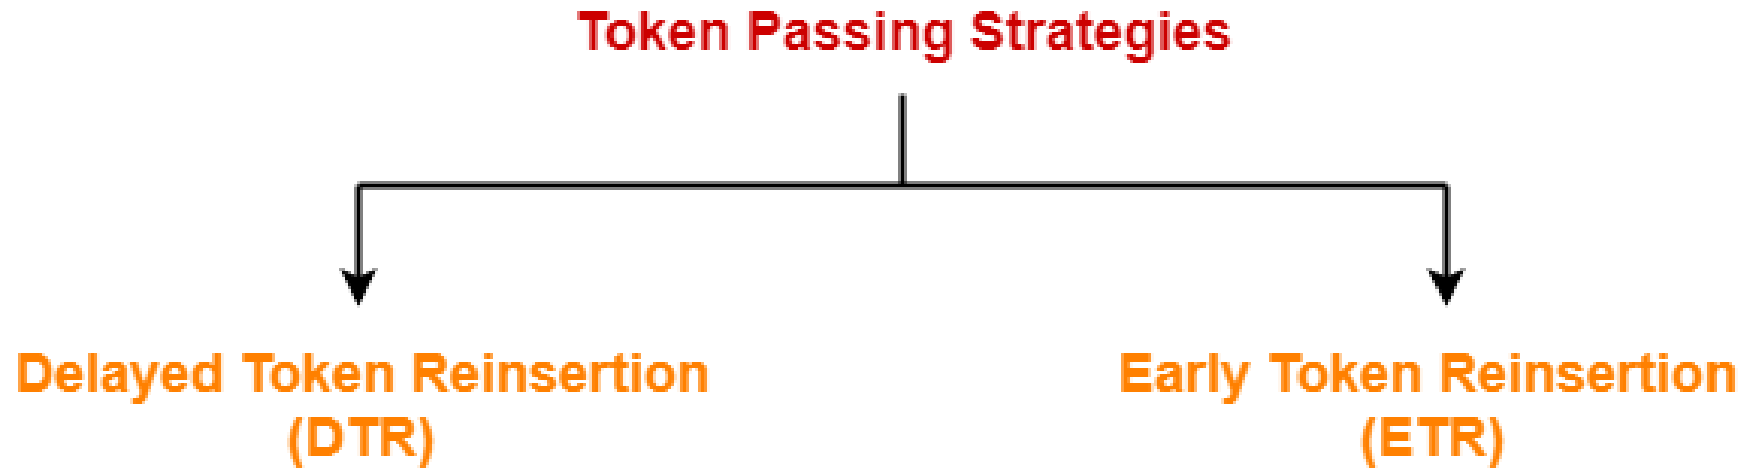 Token Passing Strategies
Delayed Token Reinsertion
(DTR)
Early Token Reinsertion
(ETR)